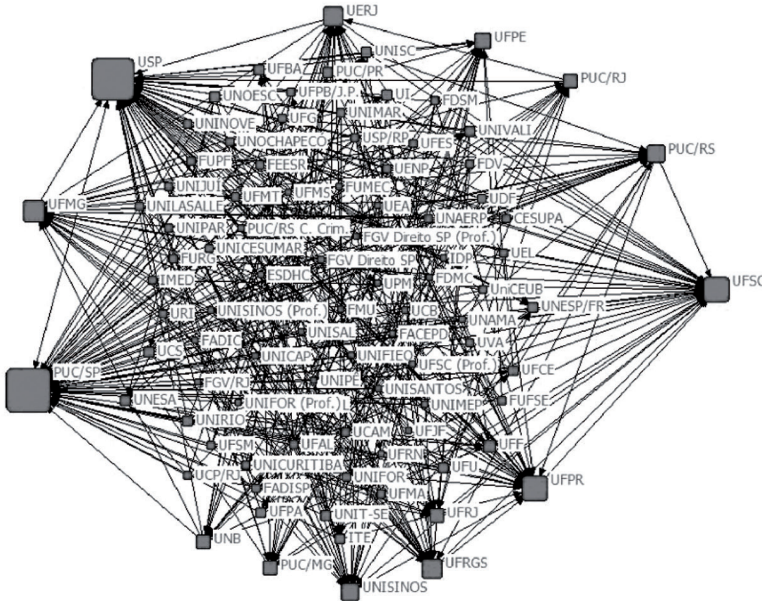 UERJ
UFPE
UNISC
USP
UFBA
PUC/PR
PUC/RJ
UNOESC
UFPB/J.P.
UI
FDSM
UNINOVE
UFG
UNIMAR
UNIVALI
UNOCHAPECO
USP/RP
UFES
PUC/RS
FUPF
FEESR
UENP
FDV
UNIJUI
UFMT
UFMS
FUMEC
UDF
UFMG
UNILASALLE
UEA
UNAERP
CESUPA
UNIPAR
PUC/RS C. Crim.
FGV Direito SP (Prof.)
UNICESUMAR
UEL
FURG
FGV Direito SP
IDP
IMED
ESDHC
UPM
FDMC
UniCEUB
UFSC
URI
UNISINOS (Prof.)
FMU
UCB
UNESP/FR
UNAMA
UNISAL
FACEPD
FADIC
UVA
UCS
UNICAP
UNIFIEO
UFSC (Prof.)
PUC/SP
UFCE
FGV/RJ
UNIPE
UNISANTOS
UNESA
UNIFOR (Prof.)
UNIMEP
FUFSE
UNIRIO
UCAM
UFJF
UFSM
UFAL
UFF
UNICURITIBA
UFRN
UCP/RJ
UNIFOR
UFU
UFPR
FADISP
UFMA
UFPA
UNIT-SE
UFRJ
UNB
ITE
PUC/MG
UFRGS
UNISINOS